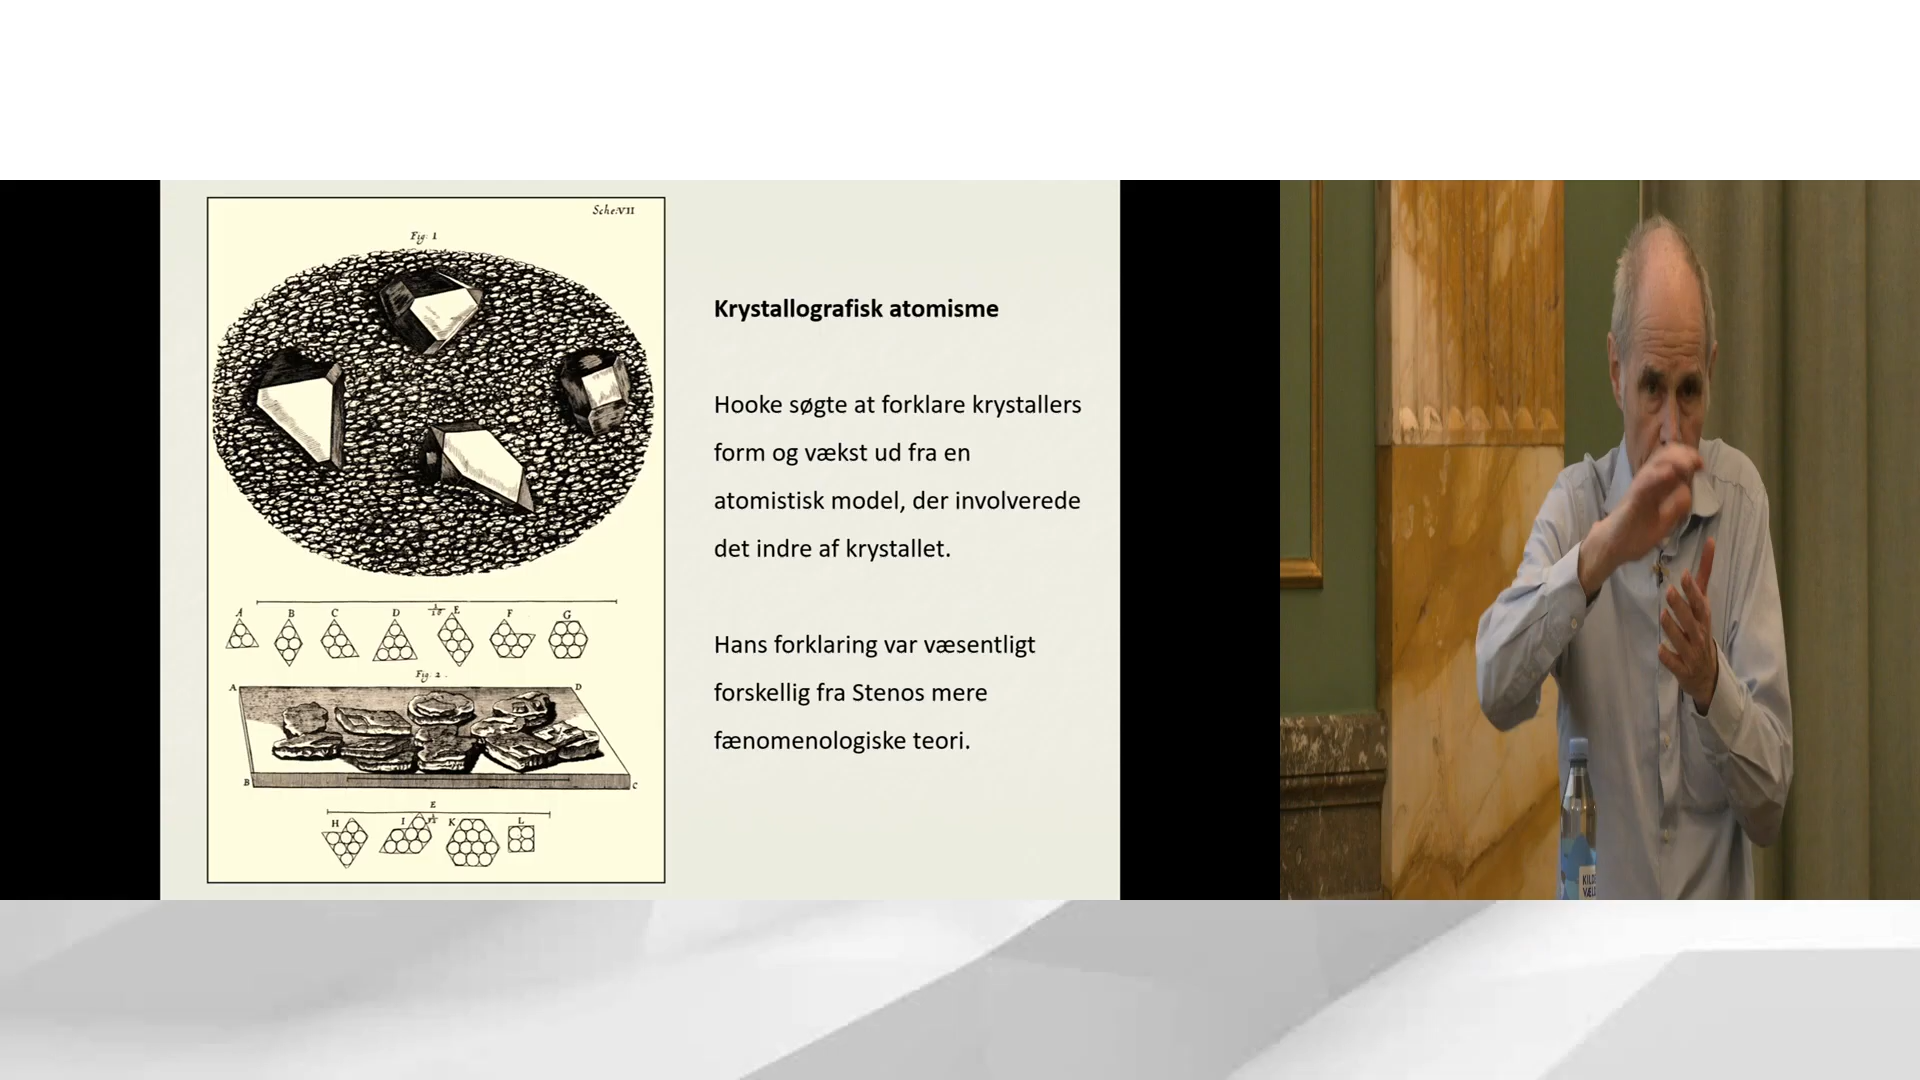 Sche:VII
Fig. 1
A B C D E F G
Fig. 2.
A D
B C
E
H I K L
Krystallografisk atomisme
Hooke søgte at forklare krystallers
form og vækst ud fra en
atomistisk model, der involverede
det indre af krystallet.
Hans forklaring var væsentligt
forskellig fra Stenos mere
fænomenologiske teori.